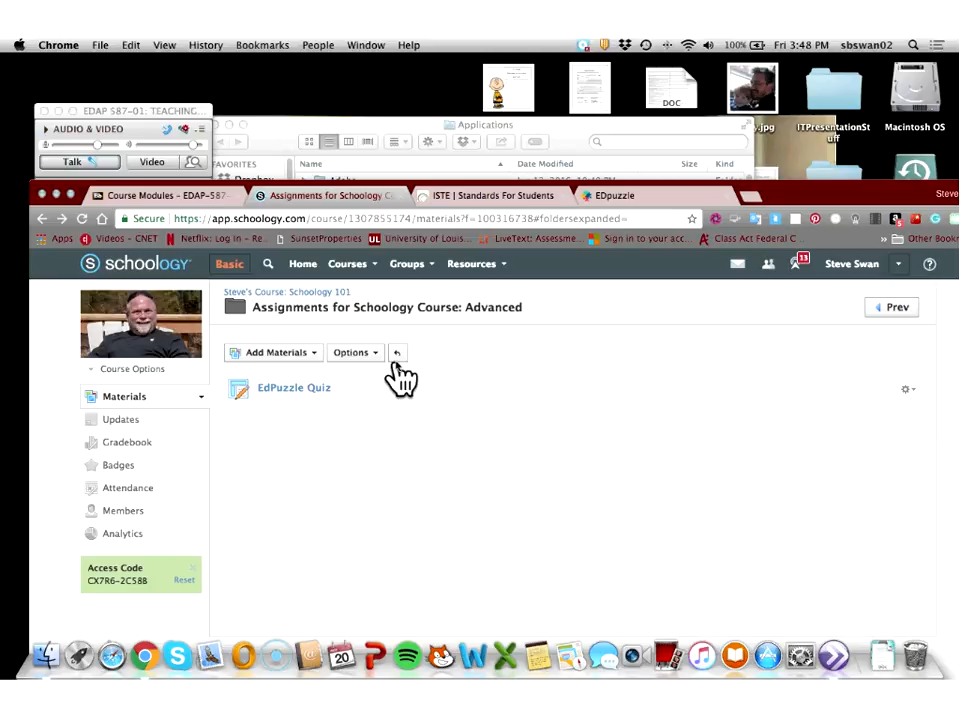 Chrome File Edit View History Bookmarks People Window Help 100% Fri 3:48 PM sbswan02
DOC
EDAP 587-01: TEACHING...
AUDIO & VIDEO
Applications
.jpg
ITPresentationSt
uff
Macintosh OS
Talk Video
FAVORITES Name Date Modified Size Kind
Course Modules – EDAP-587-
Assignments for Schoology C
ISTE | Standards For Students
EDpuzzle
Steve
Secure https://app.schoology.com/course/1307855174/materials?f=100316738#foldersexpanded=
Apps Videos - CNET Netflix: Log In - Re... SunsetProperties UL University of Louis... LiveText: Assessme... Sign in to your acc... Class Act Federal C... » Other Book
S schoology Basic Home Courses Groups Resources 13 Steve Swan
Steve's Course: Schoology 101
Assignments for Schoology Course: Advanced
Prev
Add Materials Options
Course Options
EdPuzzle Quiz
Materials
Updates
Gradebook
Badges
Attendance
Members
Analytics
Access Code
CX7R6-2C58B Reset
20